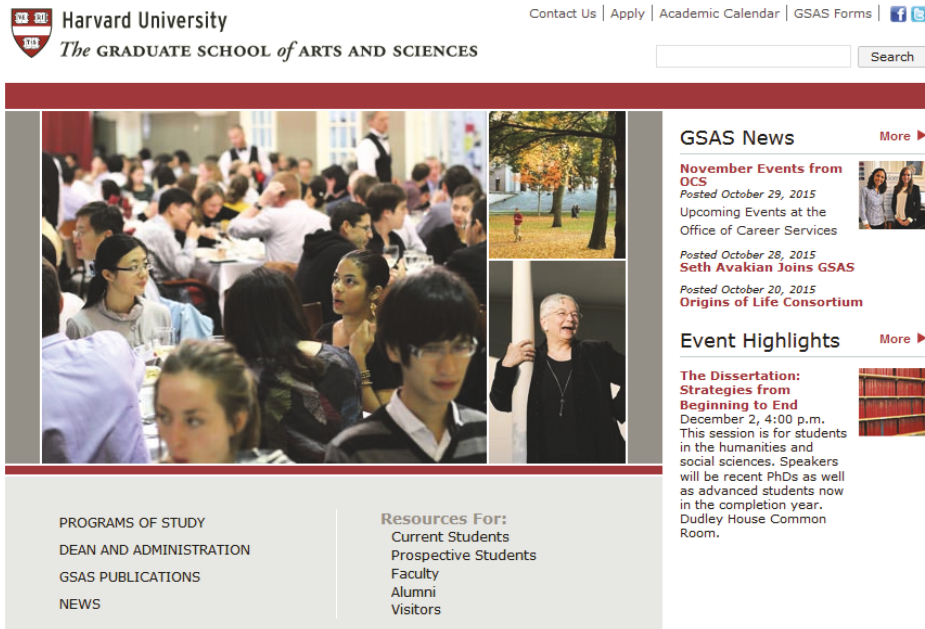 Harvard University
The GRADUATE SCHOOL of ARTS AND SCIENCES
Contact Us | Apply | Academic Calendar | GSAS Forms |
Search
GSAS News
More
November Events from
OCS
Posted October 29, 2015
Upcoming Events at the
Office of Career Services
Posted October 28, 2015
Seth Avakian Joins GSAS
Posted October 20, 2015
Origins of Life Consortium
Event Highlights
More
The Dissertation:
Strategies from
Beginning to End
December 2, 4:00 p.m.
This session is for students
in the humanities and
social sciences. Speakers
will be recent PhDs as well
as advanced students now
in the completion year.
Dudley House Common
Room.
PROGRAMS OF STUDY
DEAN AND ADMINISTRATION
GSAS PUBLICATIONS
NEWS
Resources For:
Current Students
Prospective Students
Faculty
Alumni
Visitors